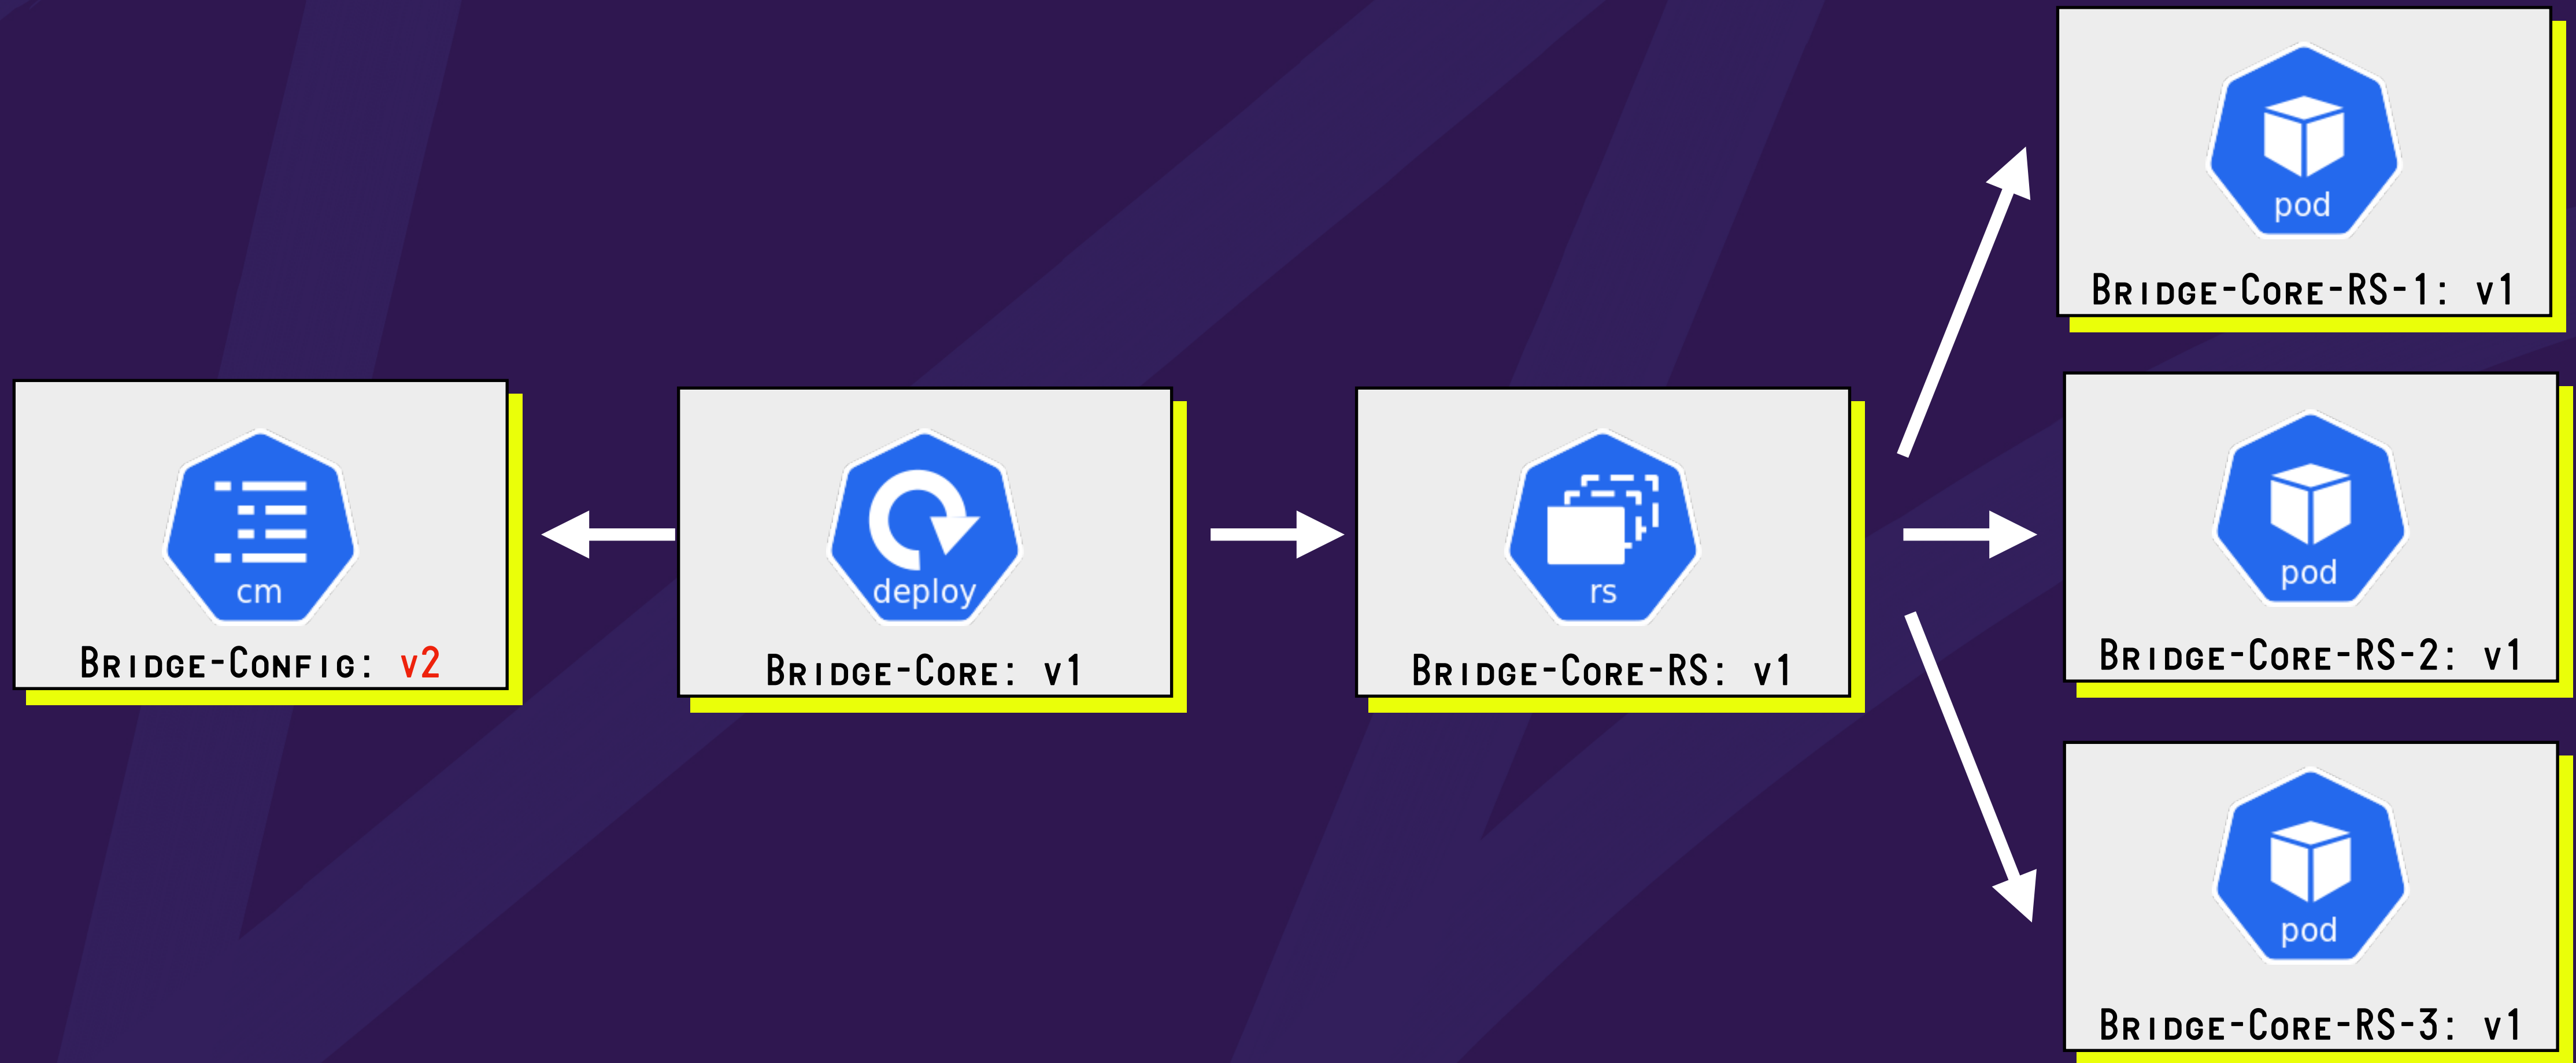 cm
Bridge-Config: v2
deploy
Bridge-Core: v1
rs
Bridge-Core-RS: v1
pod
Bridge-Core-RS-1: v1
pod
Bridge-Core-RS-2: v1
pod
Bridge-Core-RS-3: v1